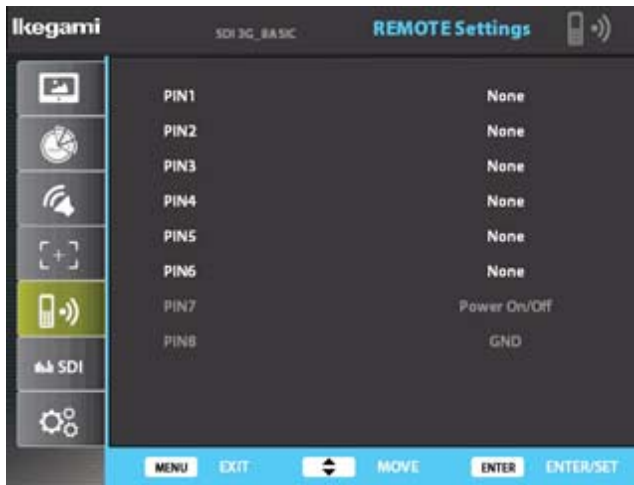 Ikegami SDI 3G_BASIC REMOTE Settings
PIN1 None
PIN2 None
PIN3 None
PIN4 None
PIN5 None
PIN6 None
PIN7 Power On/Off
PIN8 GND
SDI
MENU EXIT MOVE ENTER ENTER/SET